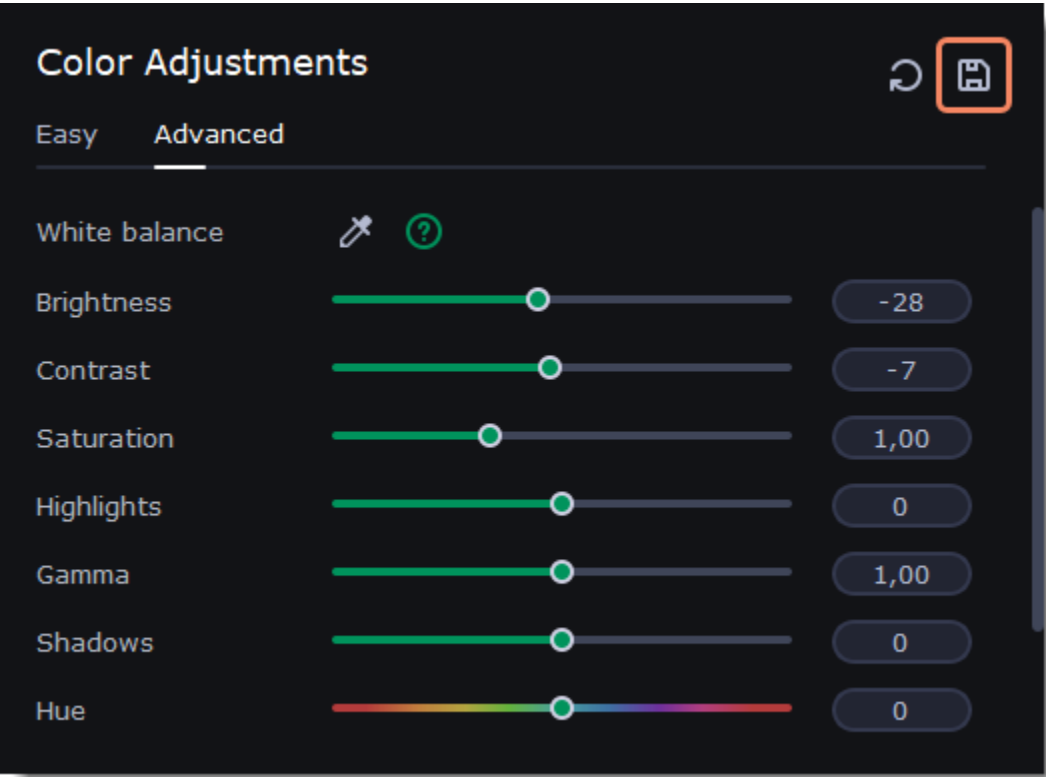 Color Adjustments
Easy Advanced
White balance ?
Brightness -28
Contrast -7
Saturation 1,00
Highlights 0
Gamma 1,00
Shadows 0
Hue 0